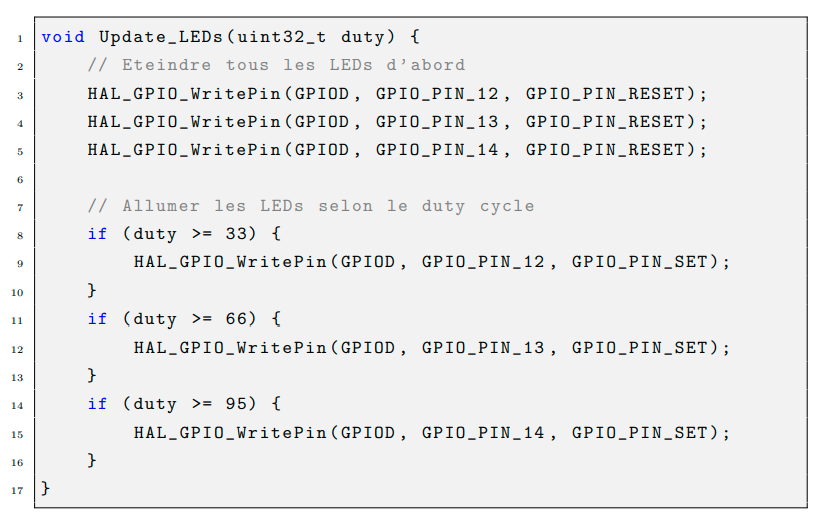 1 void Update_LEDs(uint32_t duty) {
2     // Eteindre tous les LEDs d'abord
3     HAL_GPIO_WritePin(GPIOD, GPIO_PIN_12, GPIO_PIN_RESET);
4     HAL_GPIO_WritePin(GPIOD, GPIO_PIN_13, GPIO_PIN_RESET);
5     HAL_GPIO_WritePin(GPIOD, GPIO_PIN_14, GPIO_PIN_RESET);
6
7     // Allumer les LEDs selon le duty cycle
8     if (duty >= 33) {
9         HAL_GPIO_WritePin(GPIOD, GPIO_PIN_12, GPIO_PIN_SET);
10     }
11     if (duty >= 66) {
12         HAL_GPIO_WritePin(GPIOD, GPIO_PIN_13, GPIO_PIN_SET);
13     }
14     if (duty >= 95) {
15         HAL_GPIO_WritePin(GPIOD, GPIO_PIN_14, GPIO_PIN_SET);
16     }
17 }